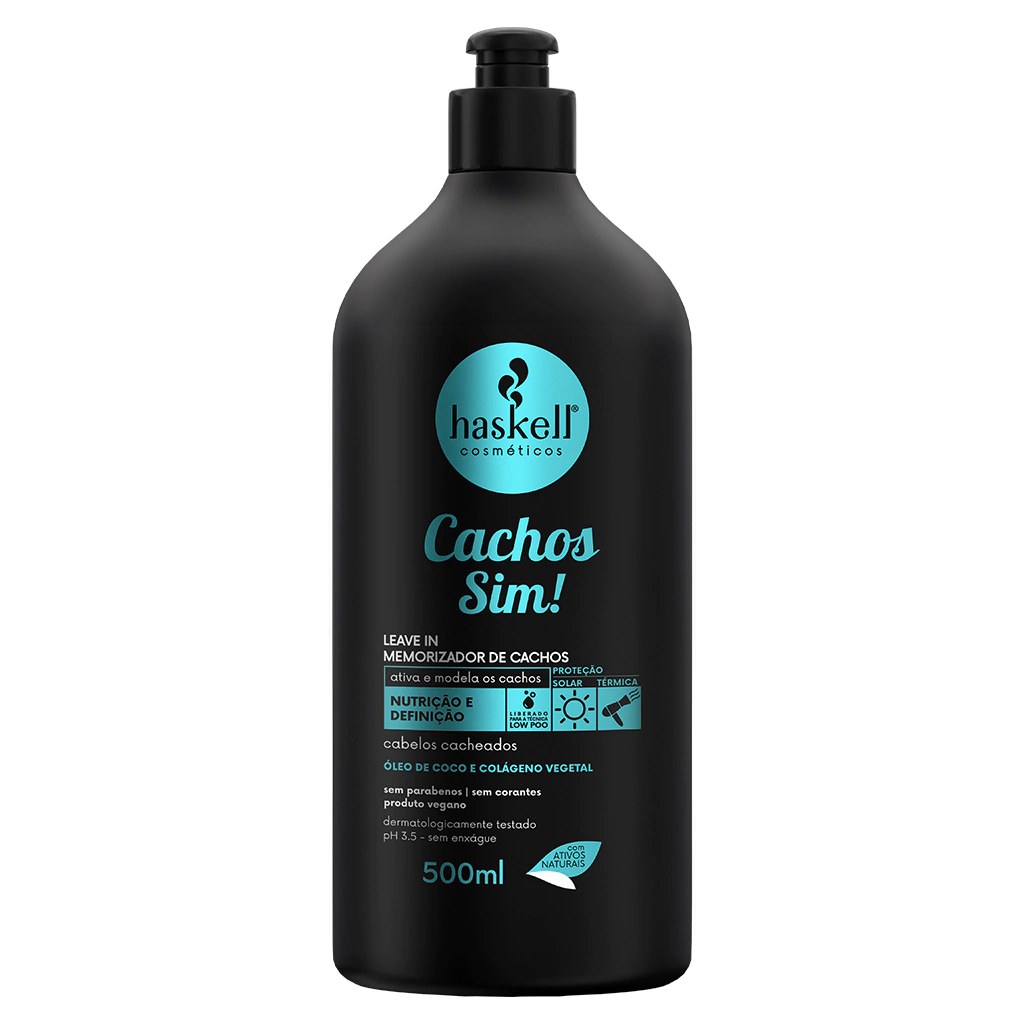 haskell®
cosméticos
Cachos
Sim!
LEAVE IN
MEMORIZADOR DE CACHOS
ativa e modela os cachos
PROTEÇÃO
SOLAR TÉRMICA
NUTRIÇÃO E
DEFINIÇÃO
LIBERADO
PARA A TÉCNICA
LOW POO
cabelos cacheados
ÓLEO DE COCO E COLÁGENO VEGETAL
sem parabenos | sem corantes
produto vegano
dermatologicamente testado
pH 3.5 - sem enxágue
500ml
com
ATIVOS
NATURAIS